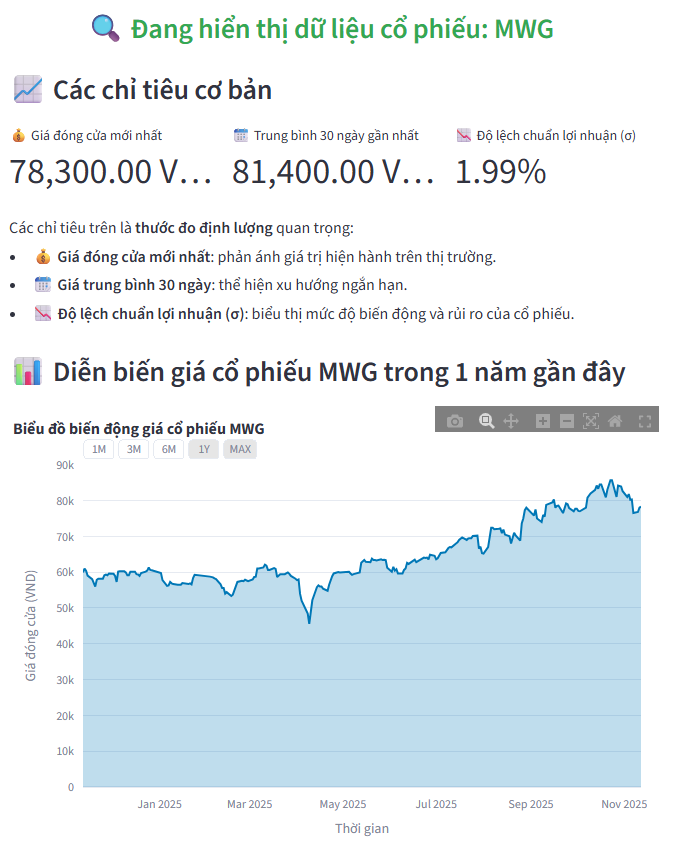 Đang hiển thị dữ liệu cổ phiếu: MWG
Các chỉ tiêu cơ bản
Giá đóng cửa mới nhất
Trung bình 30 ngày gần nhất
Độ lệch chuẩn lợi nhuận (σ)
78,300.00 V…
81,400.00 V…
1.99%
Các chỉ tiêu trên là thước đo định lượng quan trọng:
• Giá đóng cửa mới nhất: phản ánh giá trị hiện hành trên thị trường.
• Giá trung bình 30 ngày: thể hiện xu hướng ngắn hạn.
• Độ lệch chuẩn lợi nhuận (σ): biểu thị mức độ biến động và rủi ro của cổ phiếu.
Diễn biến giá cổ phiếu MWG trong 1 năm gần đây
Biểu đồ biến động giá cổ phiếu MWG
1M 3M 6M 1Y MAX
90k
80k
70k
60k
50k
40k
30k
20k
10k
0
Giá đóng cửa (VND)
Jan 2025 Mar 2025 May 2025 Jul 2025 Sep 2025 Nov 2025
Thời gian